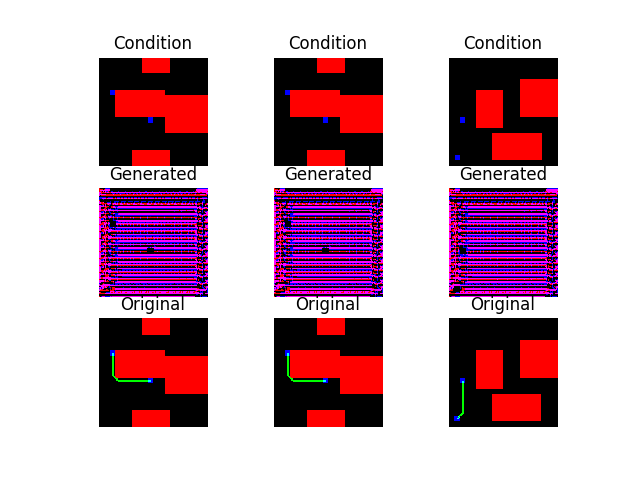 Condition Condition Condition
Generated Generated Generated
Original Original Original